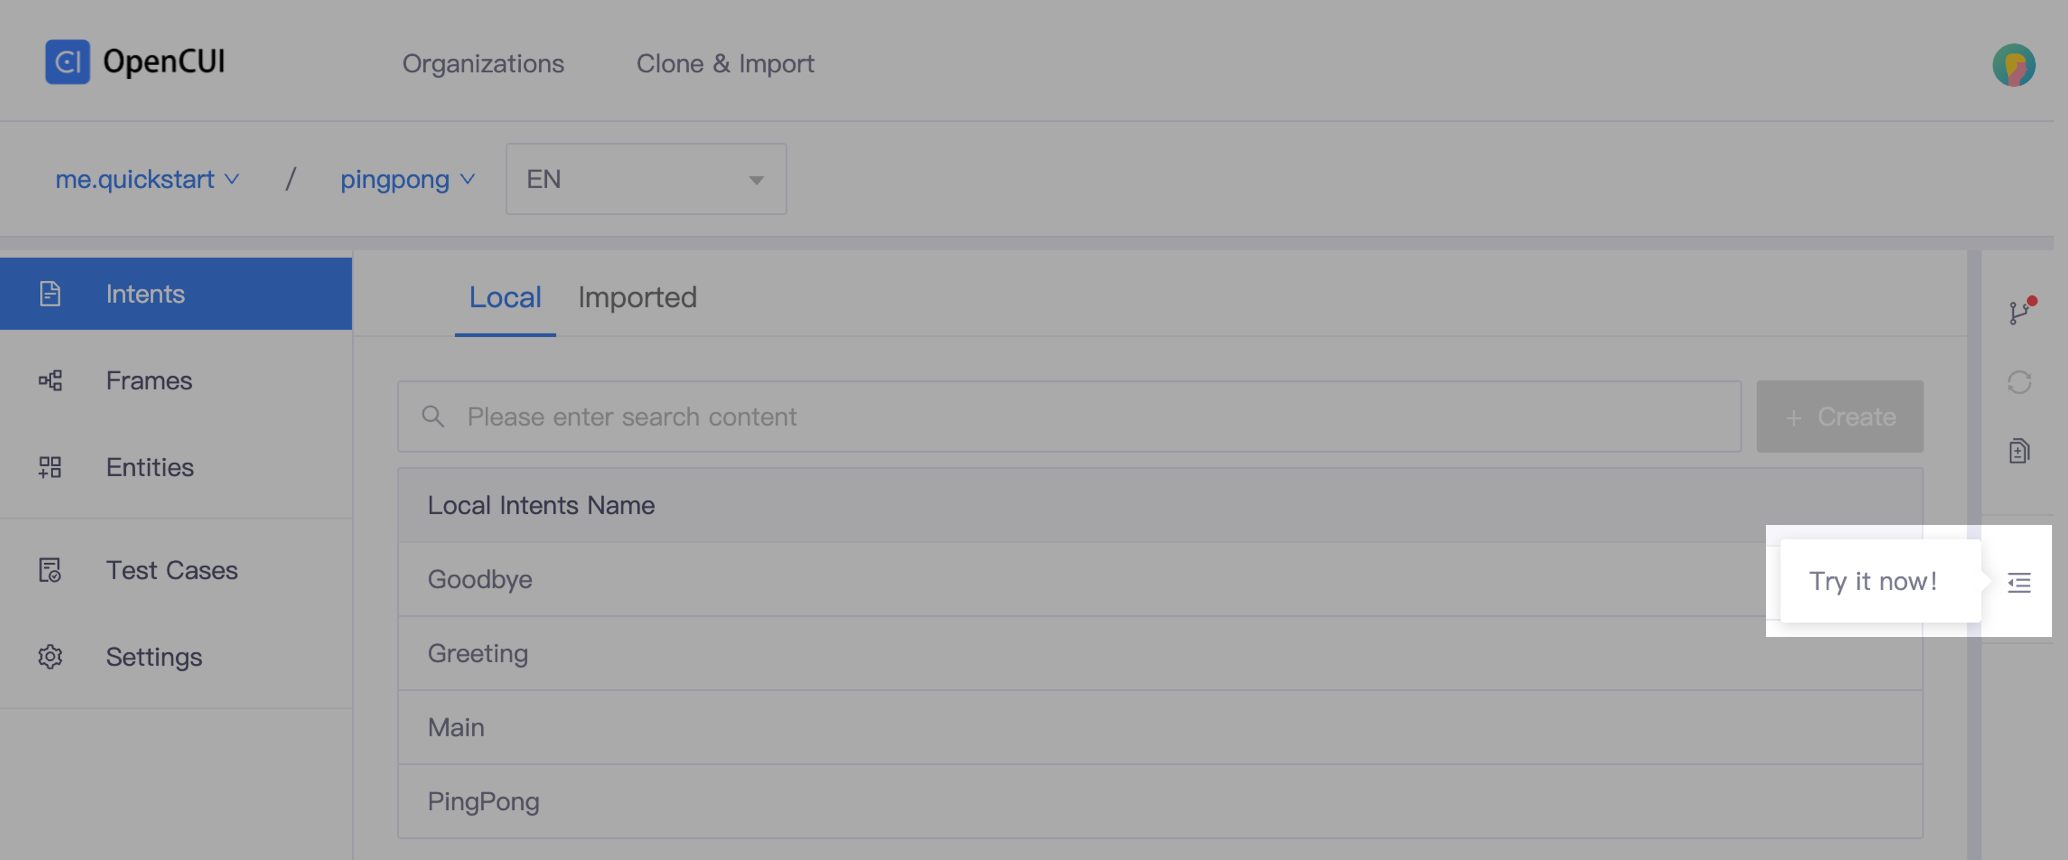 OpenCUI
Organizations
Clone & Import
me.quickstart / pingpong
EN
Intents
Frames
Entities
Test Cases
Settings
Local
Imported
Please enter search content
+ Create
Local Intents Name
Goodbye
Greeting
Main
PingPong
Try it now!